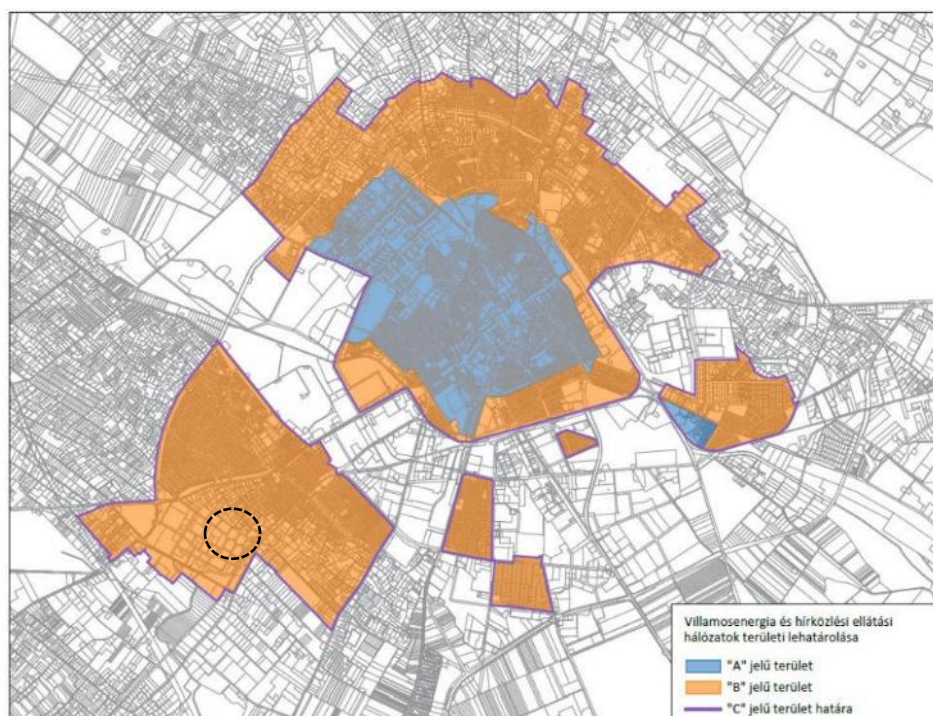 Villamosenergia és hírközlési ellátási
hálózatok területi lehatárolása
"A" jelű terület
"B" jelű terület
"C" jelű terület határa